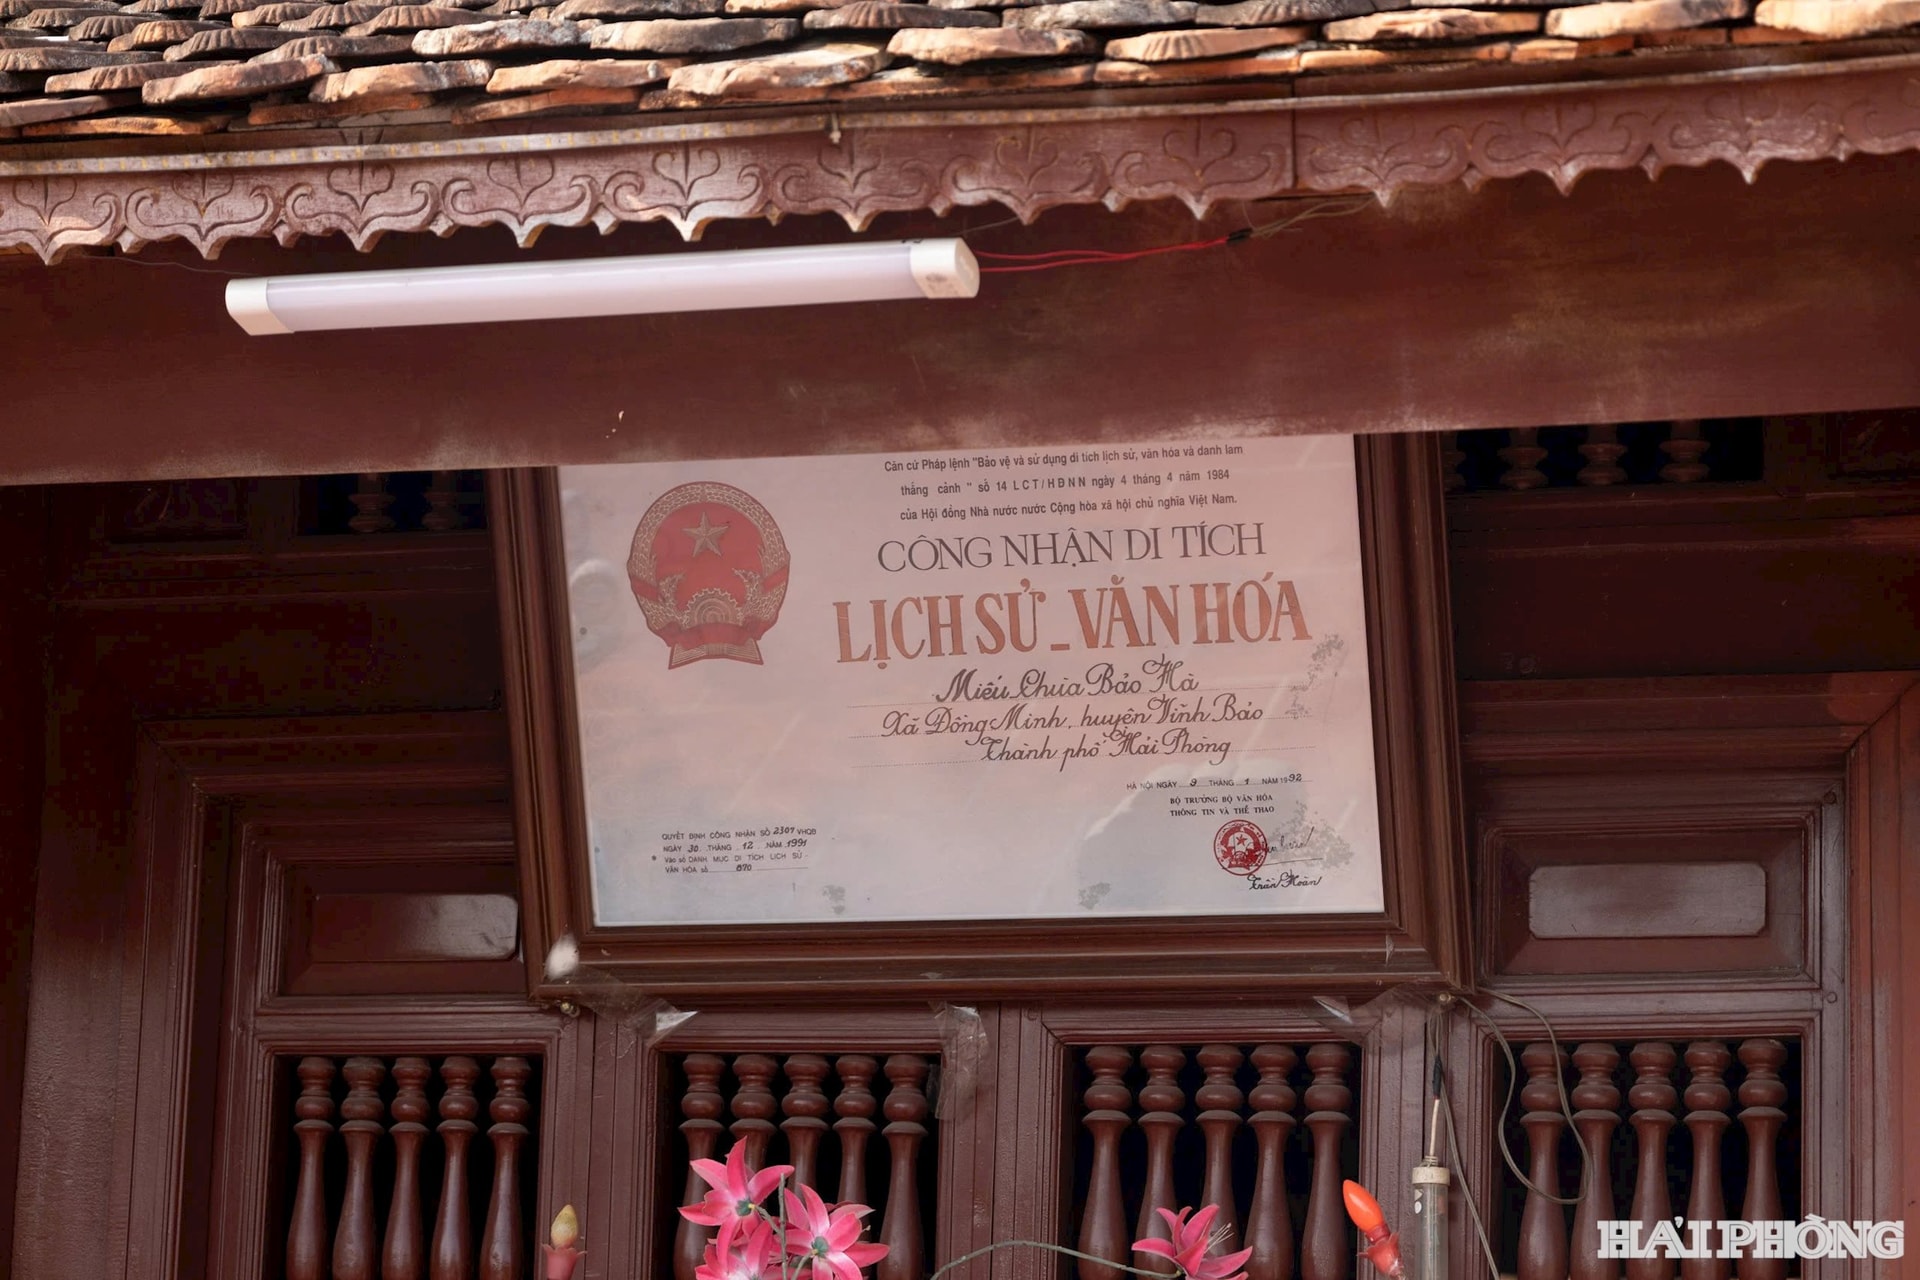 Căn cứ Pháp lệnh "Bảo vệ và sử dụng di tích lịch sử, văn hóa và danh lam
thắng cảnh " số 14 LCT/HĐNN ngày 4 tháng 4 năm 1984
của Hội đồng Nhà nước nước Cộng hòa xã hội chủ nghĩa Việt Nam.
CÔNG NHẬN DI TÍCH
LỊCH SỬ _ VĂN HÓA
Miếu Chùa Bảo Hà
Xã Đồng Minh, huyện Vĩnh Bảo
Thành phố Hải Phòng
HÀ NỘI NGÀY 9 THÁNG 1 NĂM 1992
BỘ TRƯỞNG BỘ VĂN HÓA
THÔNG TIN VÀ THỂ THAO
Trần Hoàn
QUYẾT ĐỊNH CÔNG NHẬN SỐ 2307 VHQĐ
NGÀY 30 THÁNG 12 NĂM 1991
Vào sổ DANH MỤC DI TÍCH LỊCH SỬ
VĂN HÓA số 670
HẢI PHÒNG